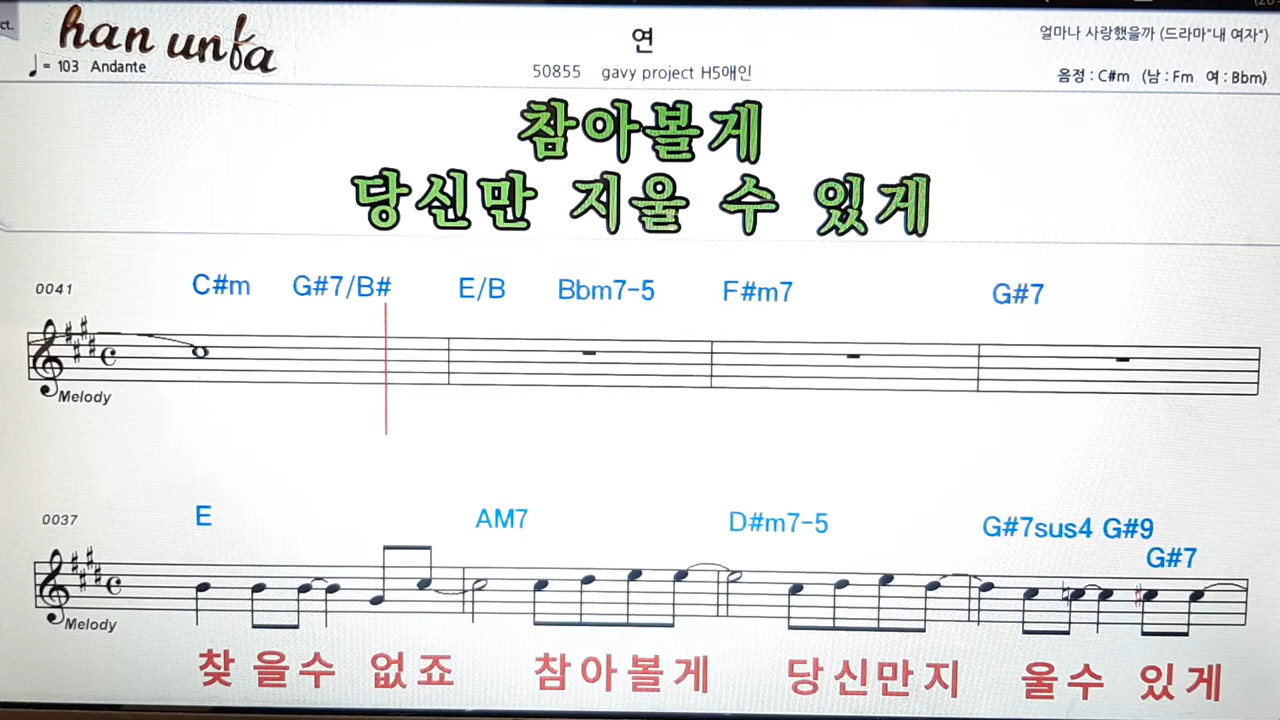 ct.
han unfa
♩= 103 Andante
연
50855 gavy project H5애인
얼마나 사랑했을까 (드라마"내 여자")
음정 : C#m (남 : Fm 여 : Bbm)
참아볼게
당신만 지울 수 있게
0041
C#m G#7/B# E/B Bbm7-5 F#m7 G#7
Melody
0037
E AM7 D#m7-5 G#7sus4 G#9
G#7
Melody
찾 을수 없죠 참아볼게 당신만지 울수 있게